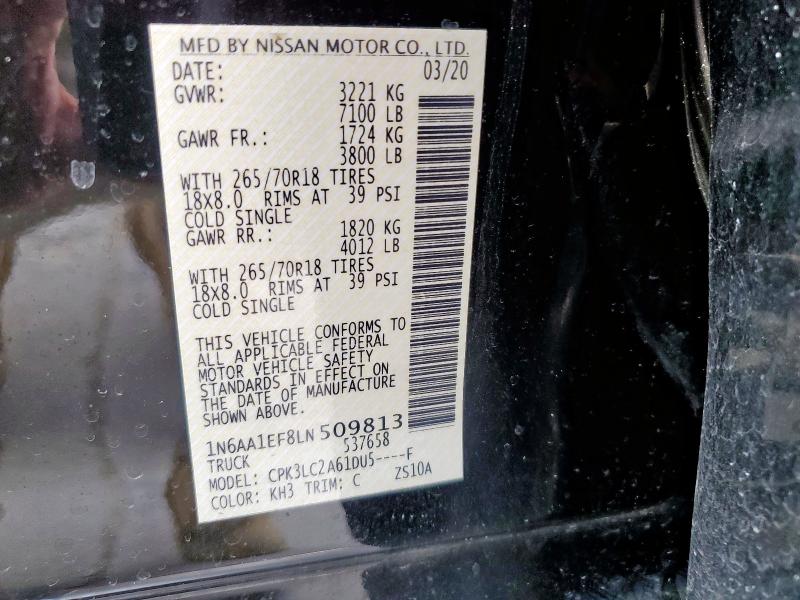 MFD BY NISSAN MOTOR CO., LTD.
DATE: 03/20
GVWR: 3221 KG
7100 LB
GAWR FR.: 1724 KG
3800 LB
WITH 265/70R18 TIRES
18X8.0 RIMS AT 39 PSI
COLD SINGLE
GAWR RR.: 1820 KG
4012 LB
WITH 265/70R18 TIRES
18X8.0 RIMS AT 39 PSI
COLD SINGLE
THIS VEHICLE CONFORMS TO
ALL APPLICABLE FEDERAL
MOTOR VEHICLE SAFETY
STANDARDS IN EFFECT ON
THE DATE OF MANUFACTURE
SHOWN ABOVE.
1N6AA1EF8LN 509813
TRUCK 537658
MODEL: CPK3LC2A61DU5----F
COLOR: KH3 TRIM: C ZS10A